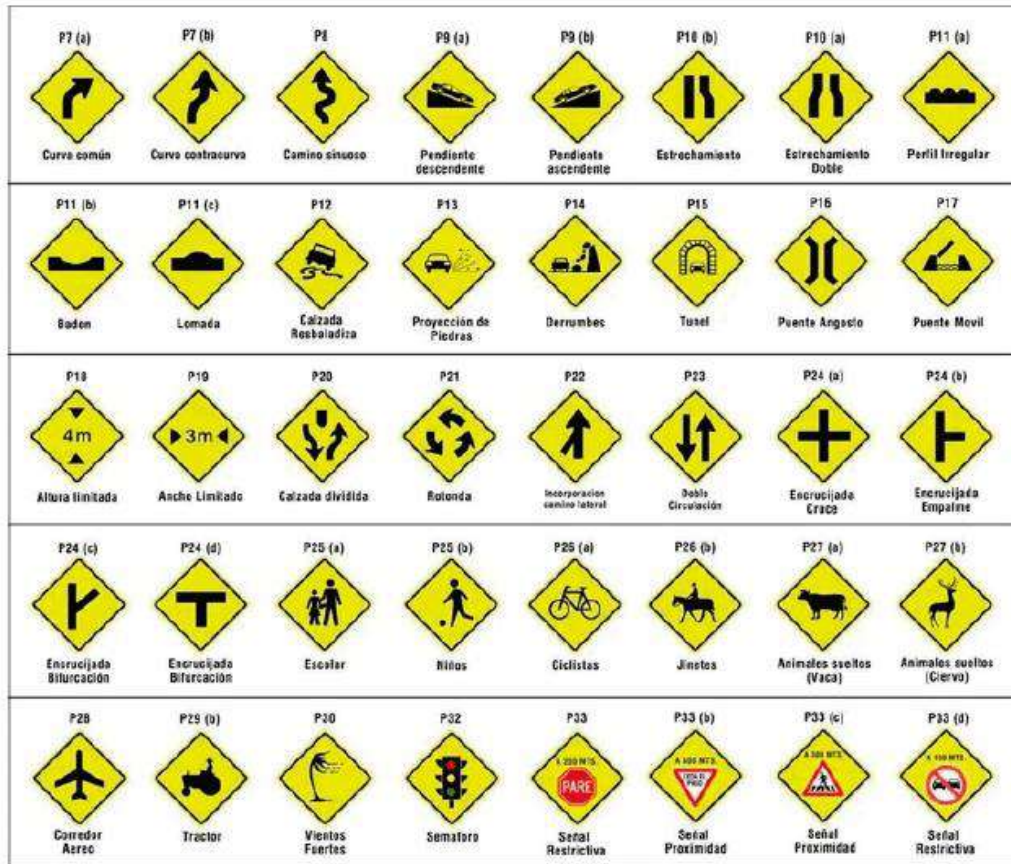 P7 (a) P7 (b) P8 P9 (a) P9 (b) P10 (b) P10 (a) P11 (a)
Curva común Curva contracurva Camino sinuoso Pendiente descendente Pendiente ascendente Estrechamiento Estrechamiento Doble Perfil Irregular
P11 (b) P11 (c) P12 P13 P14 P15 P16 P17
Baden Lomada Calzada Resbaladiza Proyección de Piedras Derrumbes Tunel Puente Angosto Puente Movil
P18 P19 P20 P21 P22 P23 P24 (a) P24 (b)
4m 3m
Altura limitada Ancho Limitado Calzada dividida Rotonda Incorporacion camino lateral Doble Circulación Encrucijada Cruce Encrucijada Empalme
P24 (c) P24 (d) P25 (a) P25 (b) P26 (a) P26 (b) P27 (a) P27 (b)
Encrucijada Bifurcación Encrucijada Bifurcación Escolar Niños Ciclistas Jinetes Animales sueltos (Vaca) Animales sueltos (Ciervo)
P28 P29 (b) P30 P32 P33 P33 (b) P33 (c) P33 (d)
A 200 MTS. MTS. MTS. MTS.
PARE
Corredor Aereo Tractor Vientos Fuertes Semaforo Señal Restrictiva Señal Proximidad Señal Proximidad Señal Restrictiva